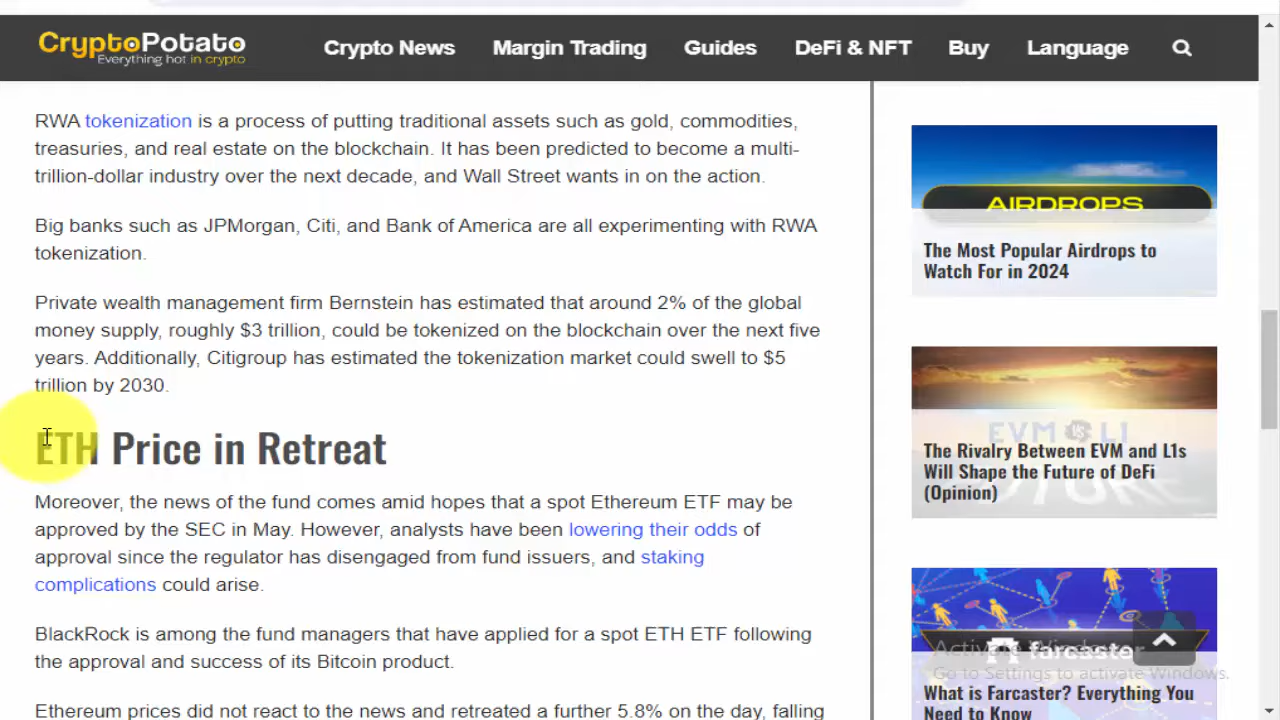 CryptoPotato
Everything hot in crypto
Crypto News
Margin Trading
Guides
DeFi & NFT
Buy
Language
RWA tokenization is a process of putting traditional assets such as gold, commodities,
treasuries, and real estate on the blockchain. It has been predicted to become a multi-
trillion-dollar industry over the next decade, and Wall Street wants in on the action.
Big banks such as JPMorgan, Citi, and Bank of America are all experimenting with RWA
tokenization.
Private wealth management firm Bernstein has estimated that around 2% of the global
money supply, roughly $3 trillion, could be tokenized on the blockchain over the next five
years. Additionally, Citigroup has estimated the tokenization market could swell to $5
trillion by 2030.
ETH Price in Retreat
Moreover, the news of the fund comes amid hopes that a spot Ethereum ETF may be
approved by the SEC in May. However, analysts have been lowering their odds of
approval since the regulator has disengaged from fund issuers, and staking
complications could arise.
BlackRock is among the fund managers that have applied for a spot ETH ETF following
the approval and success of its Bitcoin product.
Ethereum prices did not react to the news and retreated a further 5.8% on the day, falling
AIRDROPS
The Most Popular Airdrops to
Watch For in 2024
EVM VS L1
FUTURE
The Rivalry Between EVM and L1s
Will Shape the Future of DeFi
(Opinion)
farcaster
Activate Windows
Go to Settings to activate Windows.
What is Farcaster? Everything You
Need to Know